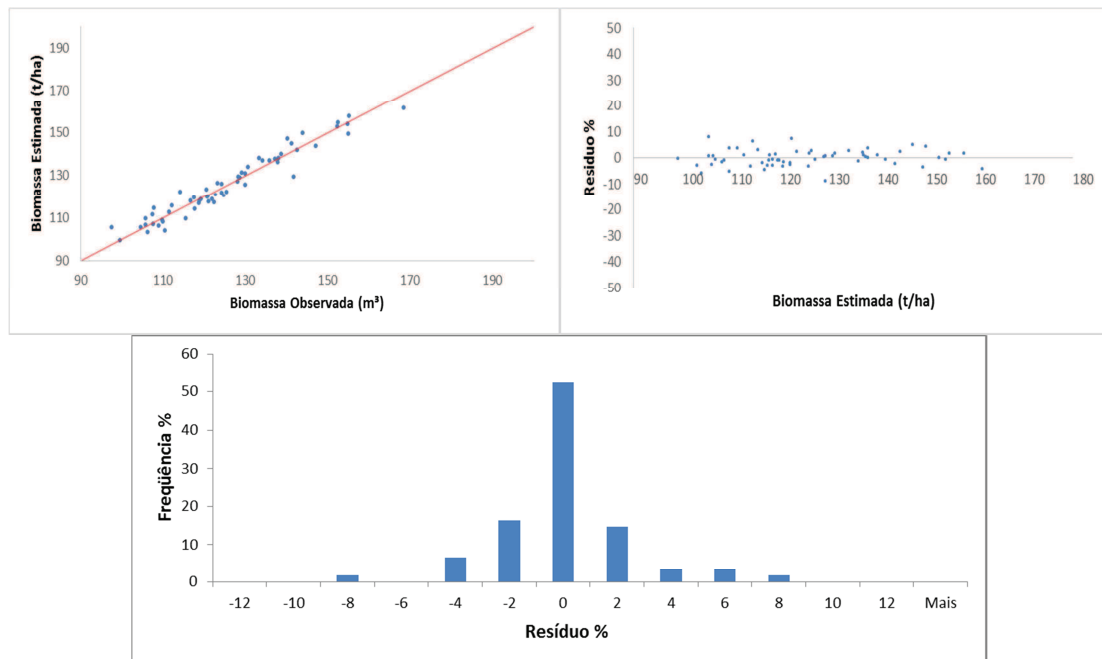 190
170
150
130
110
90
90 110 130 150 170 190
Biomassa Estimada (t/ha)
Biomassa Observada (m³)
50
40
30
20
10
0
-10
-20
-30
-40
-50
90 100 110 120 130 140 150 160 170 180
Residuo %
Biomassa Estimada (t/ha)
60
50
40
30
20
10
0
-12 -10 -8 -6 -4 -2 0 2 4 6 8 10 12 Mais
Freqüência %
Resíduo %